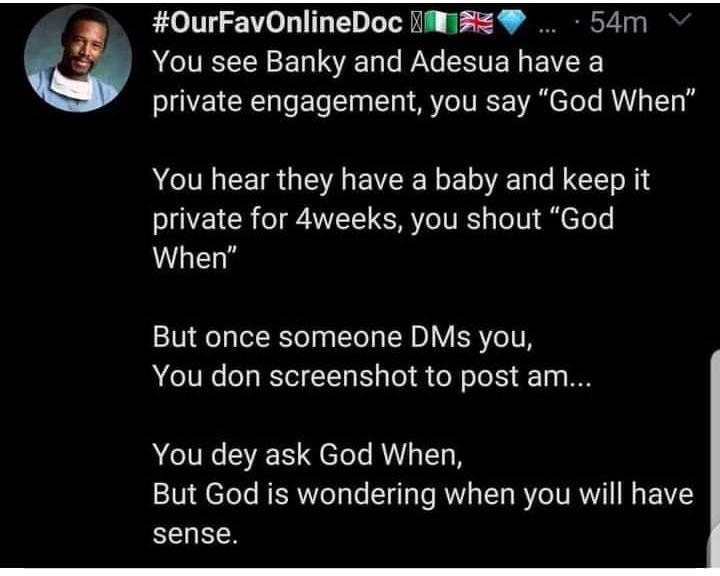 #OurFavOnlineDoc 🇳🇬🇬🇧💎 ... · 54m
You see Banky and Adesua have a
private engagement, you say “God When”
You hear they have a baby and keep it
private for 4weeks, you shout “God
When”
But once someone DMs you,
You don screenshot to post am...
You dey ask God When,
But God is wondering when you will have
sense.